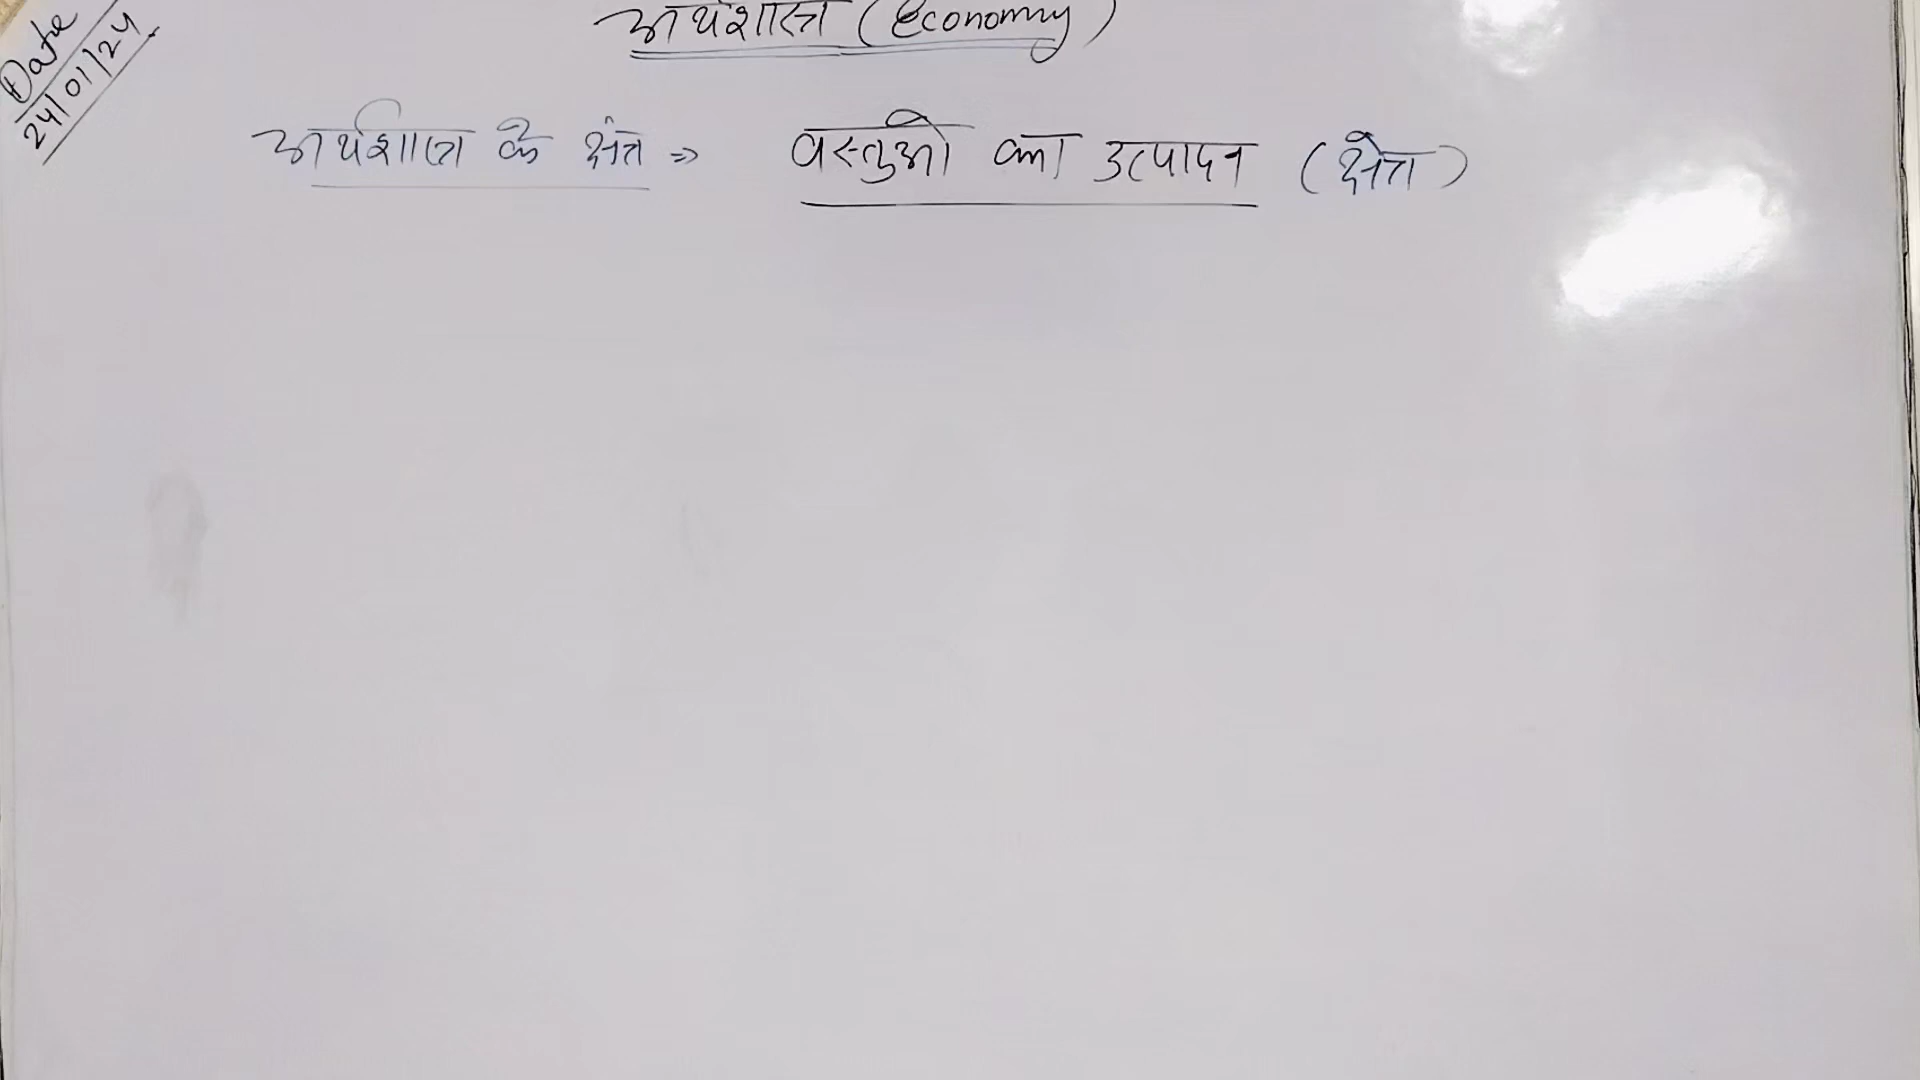 Date
24/01/24
अर्थशास्त्र (Economy)
अर्थशास्त्र के क्षेत्र ⇒ वस्तुओ का उत्पादन (क्षेत्र)